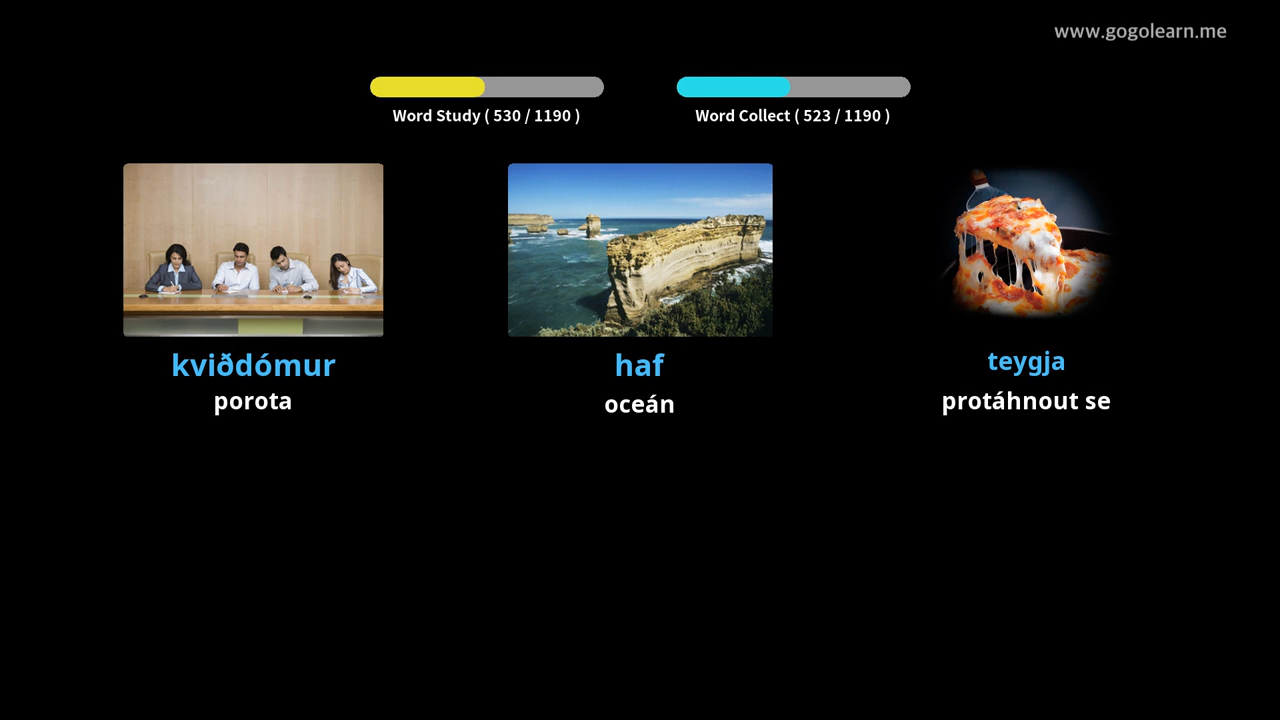 www.gogolearn.me
Word Study ( 530 / 1190 )
Word Collect ( 523 / 1190 )
kviðdómur
porota
haf
oceán
teygja
protáhnout se